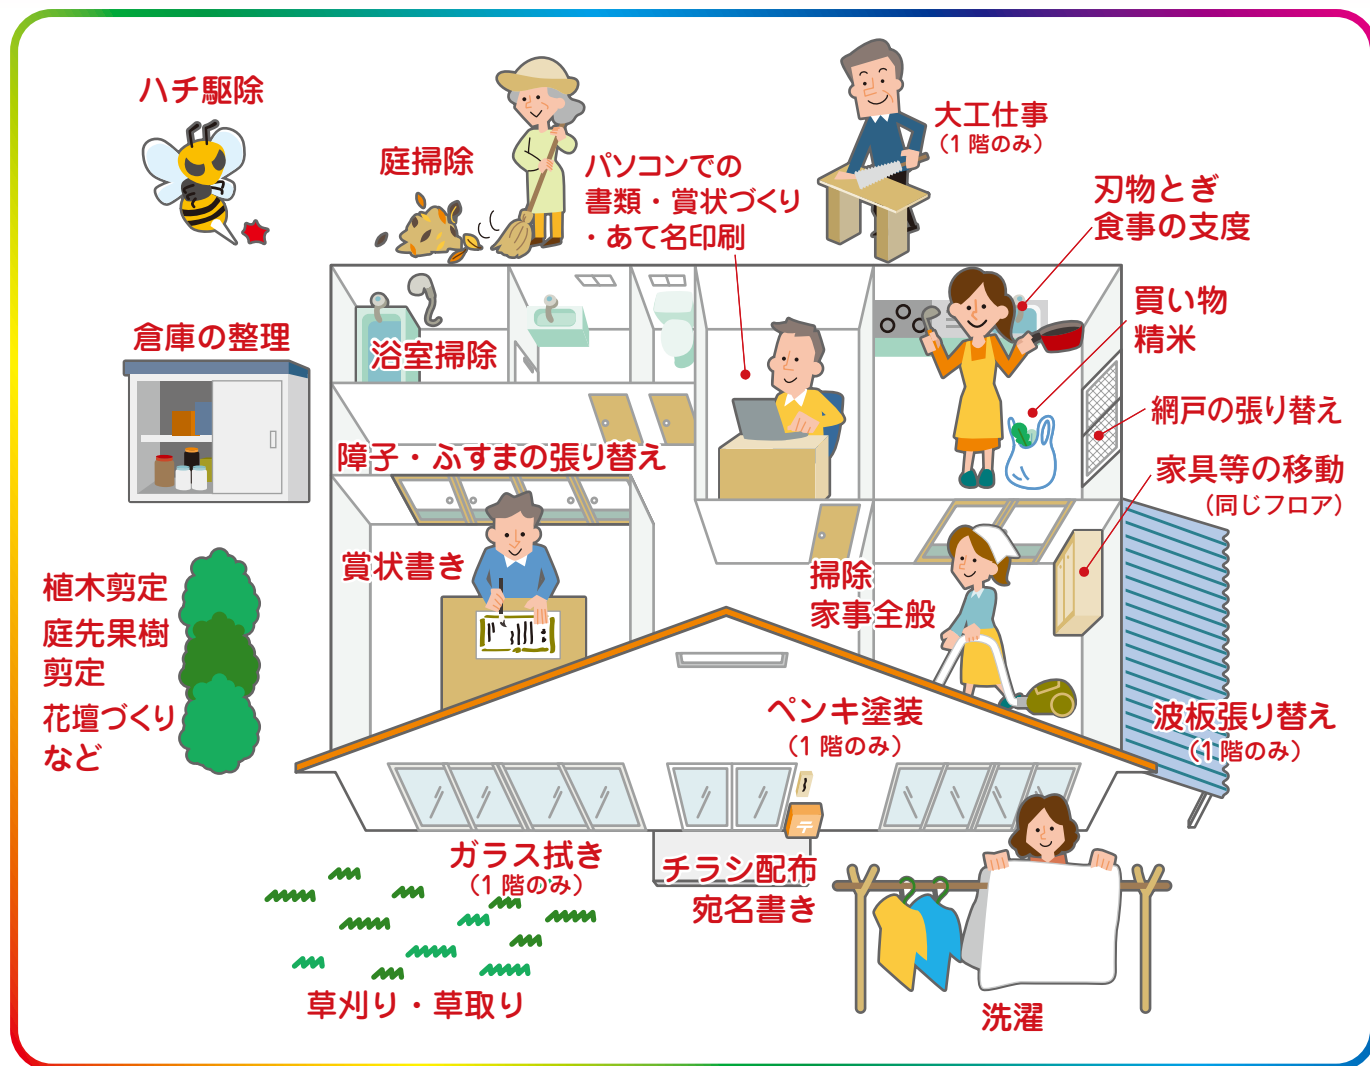 ハチ駆除
庭掃除
パソコンでの
書類・賞状づくり
・あて名印刷
大工仕事
（1 階のみ）
刃物とぎ
食事の支度
買い物
精米
網戸の張り替え
家具等の移動
（同じフロア）
倉庫の整理
浴室掃除
障子・ふすまの張り替え
賞状書き
掃除
家事全般
植木剪定
庭先果樹
剪定
花壇づくり
など
ペンキ塗装
（1 階のみ）
波板張り替え
（1 階のみ）
ガラス拭き
（1 階のみ）
チラシ配布
宛名書き
草刈り・草取り
洗濯